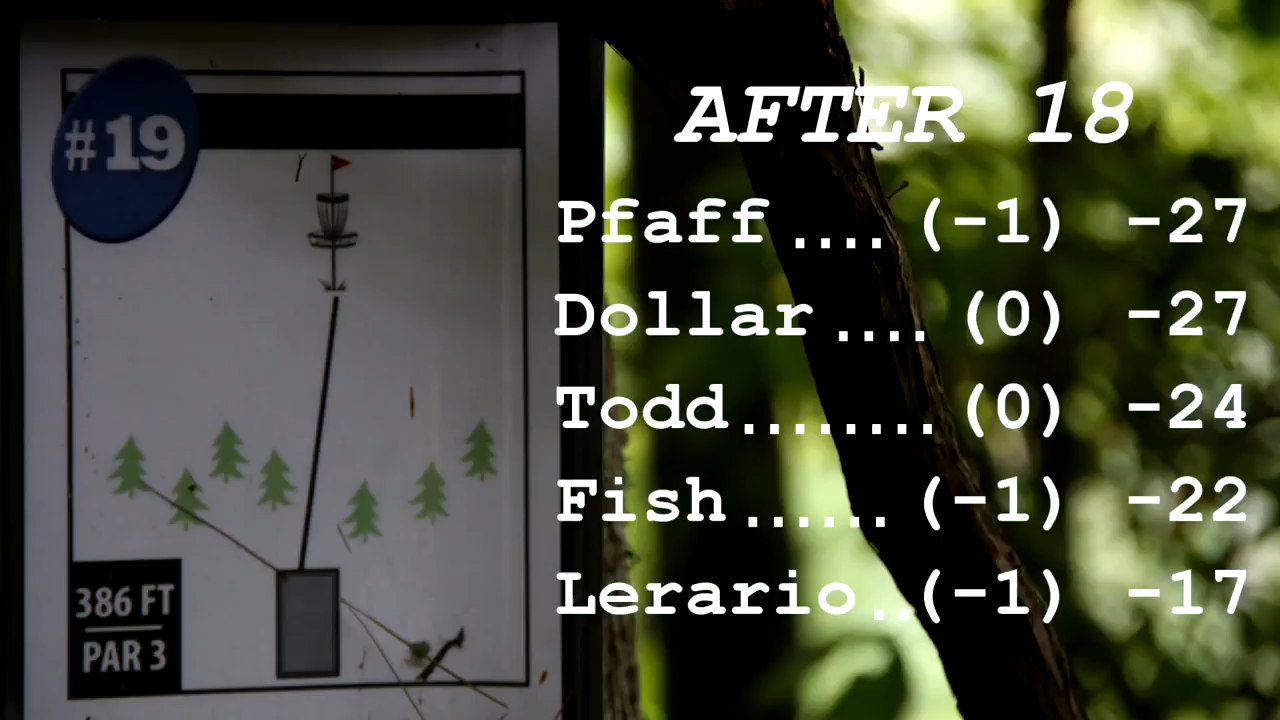 #19
386 FT
PAR 3
AFTER 18
Pfaff .... (-1) -27
Dollar .... (0) -27
Todd........ (0) -24
Fish ...... (-1) -22
Lerario ..(-1) -17